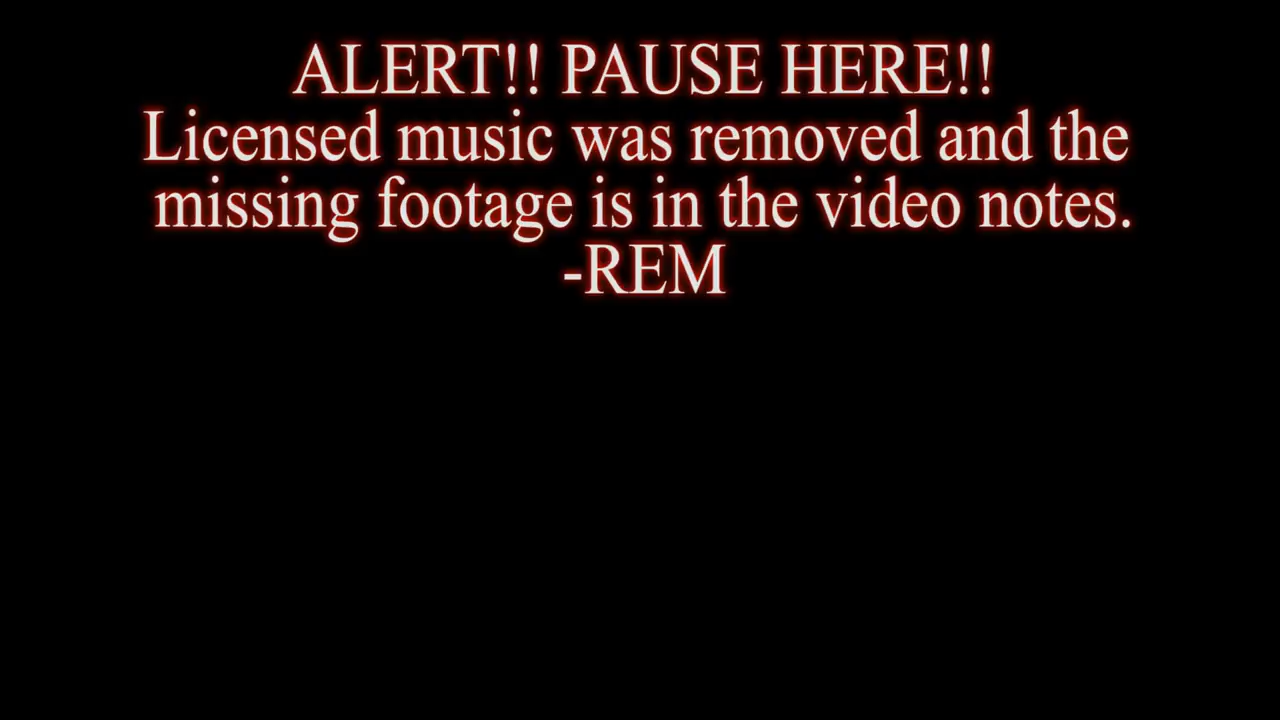 ALERT!! PAUSE HERE!!
Licensed music was removed and the
missing footage is in the video notes.
-REM